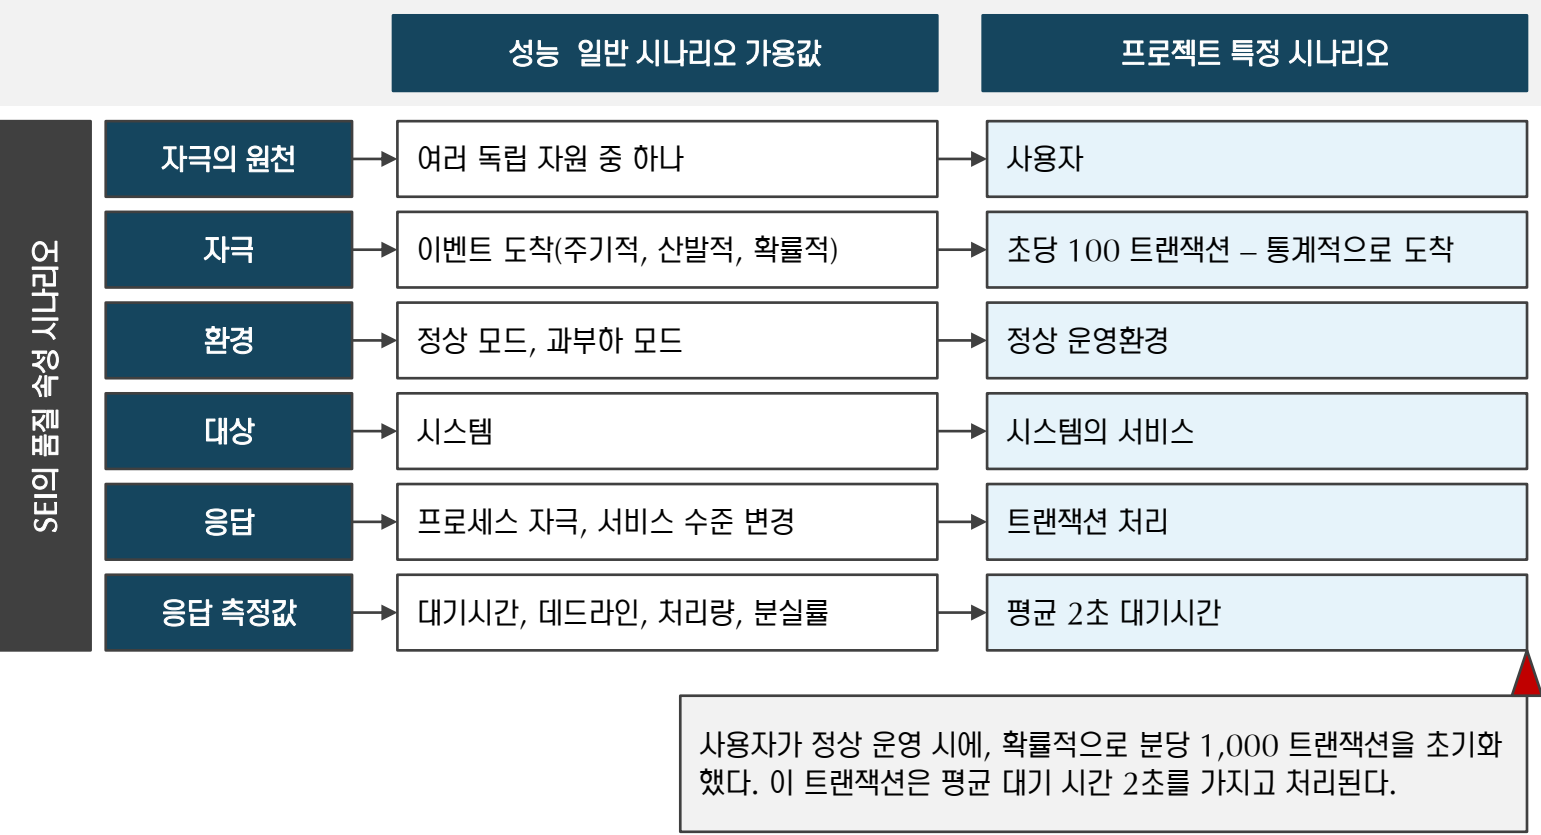 성능 일반 시나리오 가용값
프로젝트 특정 시나리오
SEI의 품질 속성 시나리오
자극의 원천
여러 독립 자원 중 하나
사용자
자극
이벤트 도착(주기적, 산발적, 확률적)
초당 100 트랜잭션 – 통계적으로 도착
환경
정상 모드, 과부하 모드
정상 운영환경
대상
시스템
시스템의 서비스
응답
프로세스 자극, 서비스 수준 변경
트랜잭션 처리
응답 측정값
대기시간, 데드라인, 처리량, 분실률
평균 2초 대기시간
사용자가 정상 운영 시에, 확률적으로 분당 1,000 트랜잭션을 초기화
했다. 이 트랜잭션은 평균 대기 시간 2초를 가지고 처리된다.